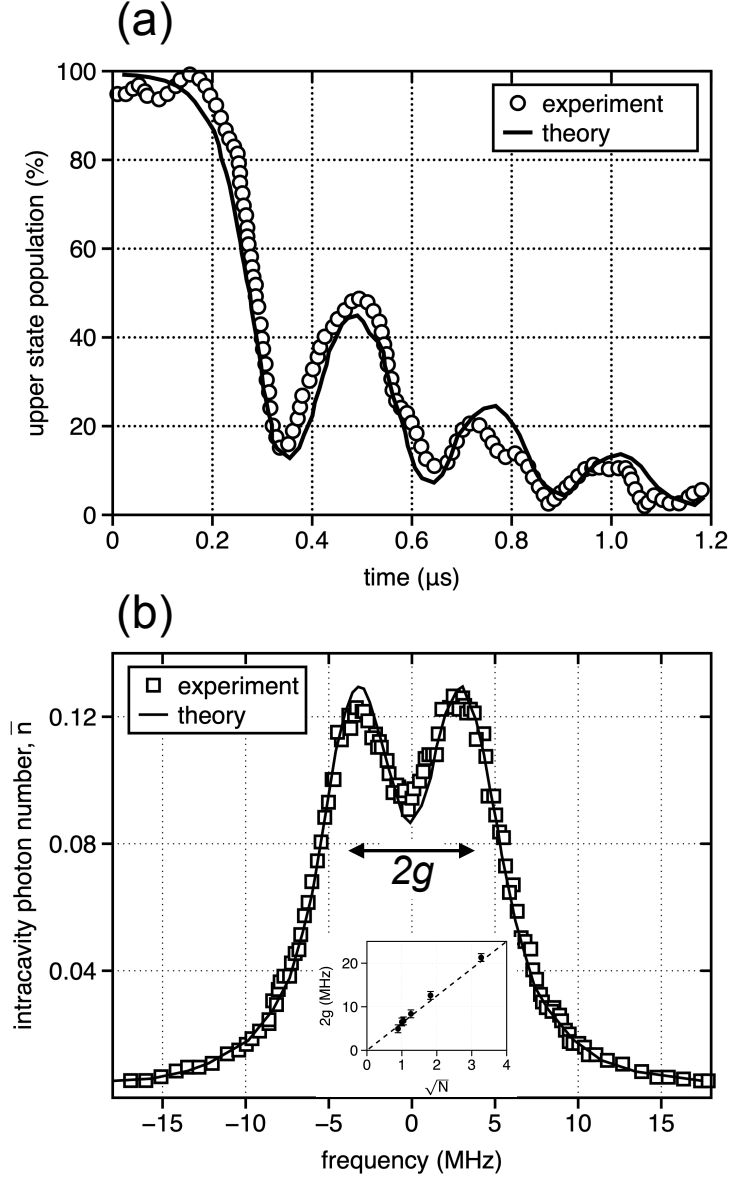 (a)
100
80
60
40
20
0
upper state population (%)
experiment
theory
0 0.2 0.4 0.6 0.8 1.0 1.2
time (µs)
(b)
experiment
theory
0.12
0.08
0.04
intracavity photon number, n̅
2g
20
10
0
2g (MHz)
0 1 2 3 4
√N
−15 −10 −5 0 5 10 15
frequency (MHz)